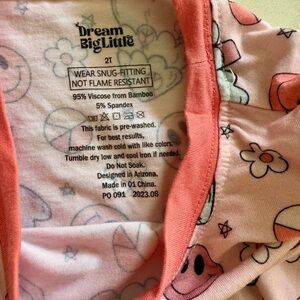 Dream
Big Little
2T
WEAR SNUG-FITTING
NOT FLAME RESISTANT
95% Viscose from Bamboo
5% Spandex
This fabric is pre-washed.
For best results,
machine wash cold with like colors.
Tumble dry low and cool iron if needed.
Do Not Soak.
Designed in Arizona.
Made in 01 China.
PO 091 2023.08